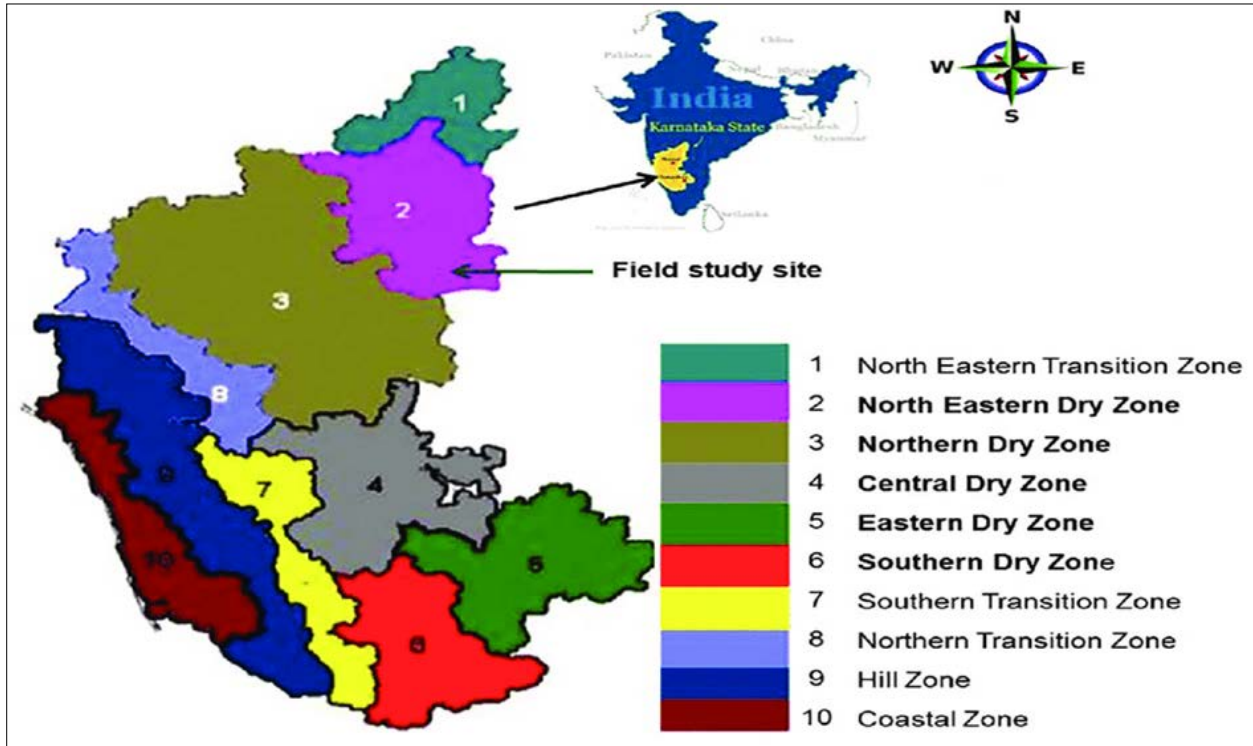 N
W E
S
Pakistan
China
Nepal Bhutan
India
Karnataka State
Bangladesh
Myanmar
Srilanka
1
2
Field study site
3
8
9
7
4
5
10
6
1 North Eastern Transition Zone
2 North Eastern Dry Zone
3 Northern Dry Zone
4 Central Dry Zone
5 Eastern Dry Zone
6 Southern Dry Zone
7 Southern Transition Zone
8 Northern Transition Zone
9 Hill Zone
10 Coastal Zone